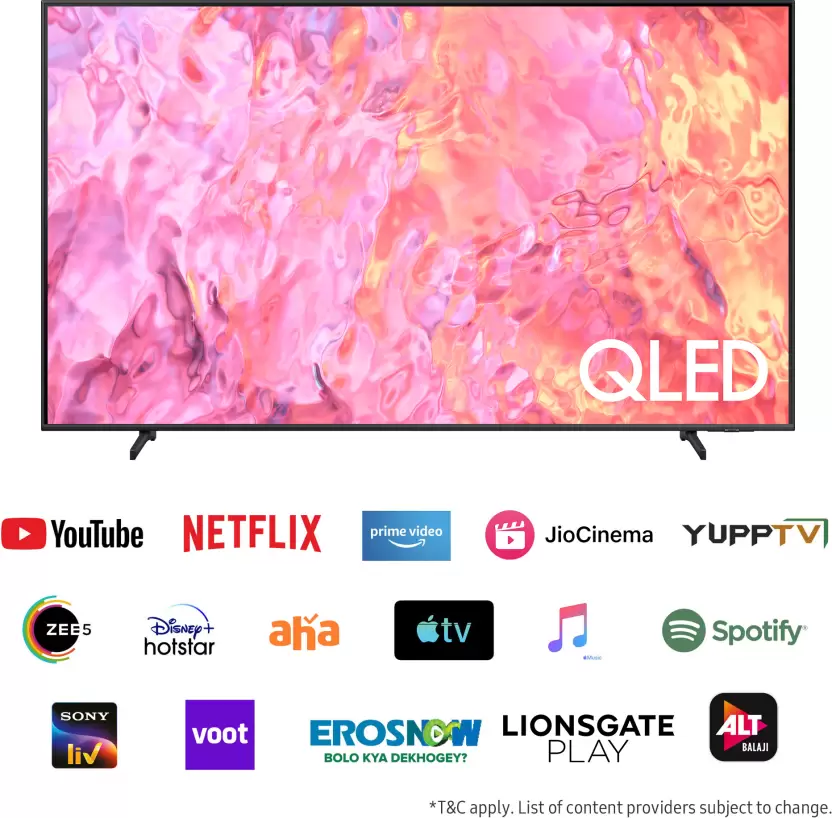 QLED
YouTube
NETFLIX
prime video
JioCinema
YUPPTV
ZEE5
Disney+
hotstar
aha
tv
Music
Spotify®
SONY
liv
voot
EROSNOW
BOLO KYA DEKHOGEY?
LIONSGATE
PLAY
ALT
BALAJI
*T&C apply. List of content providers subject to change.